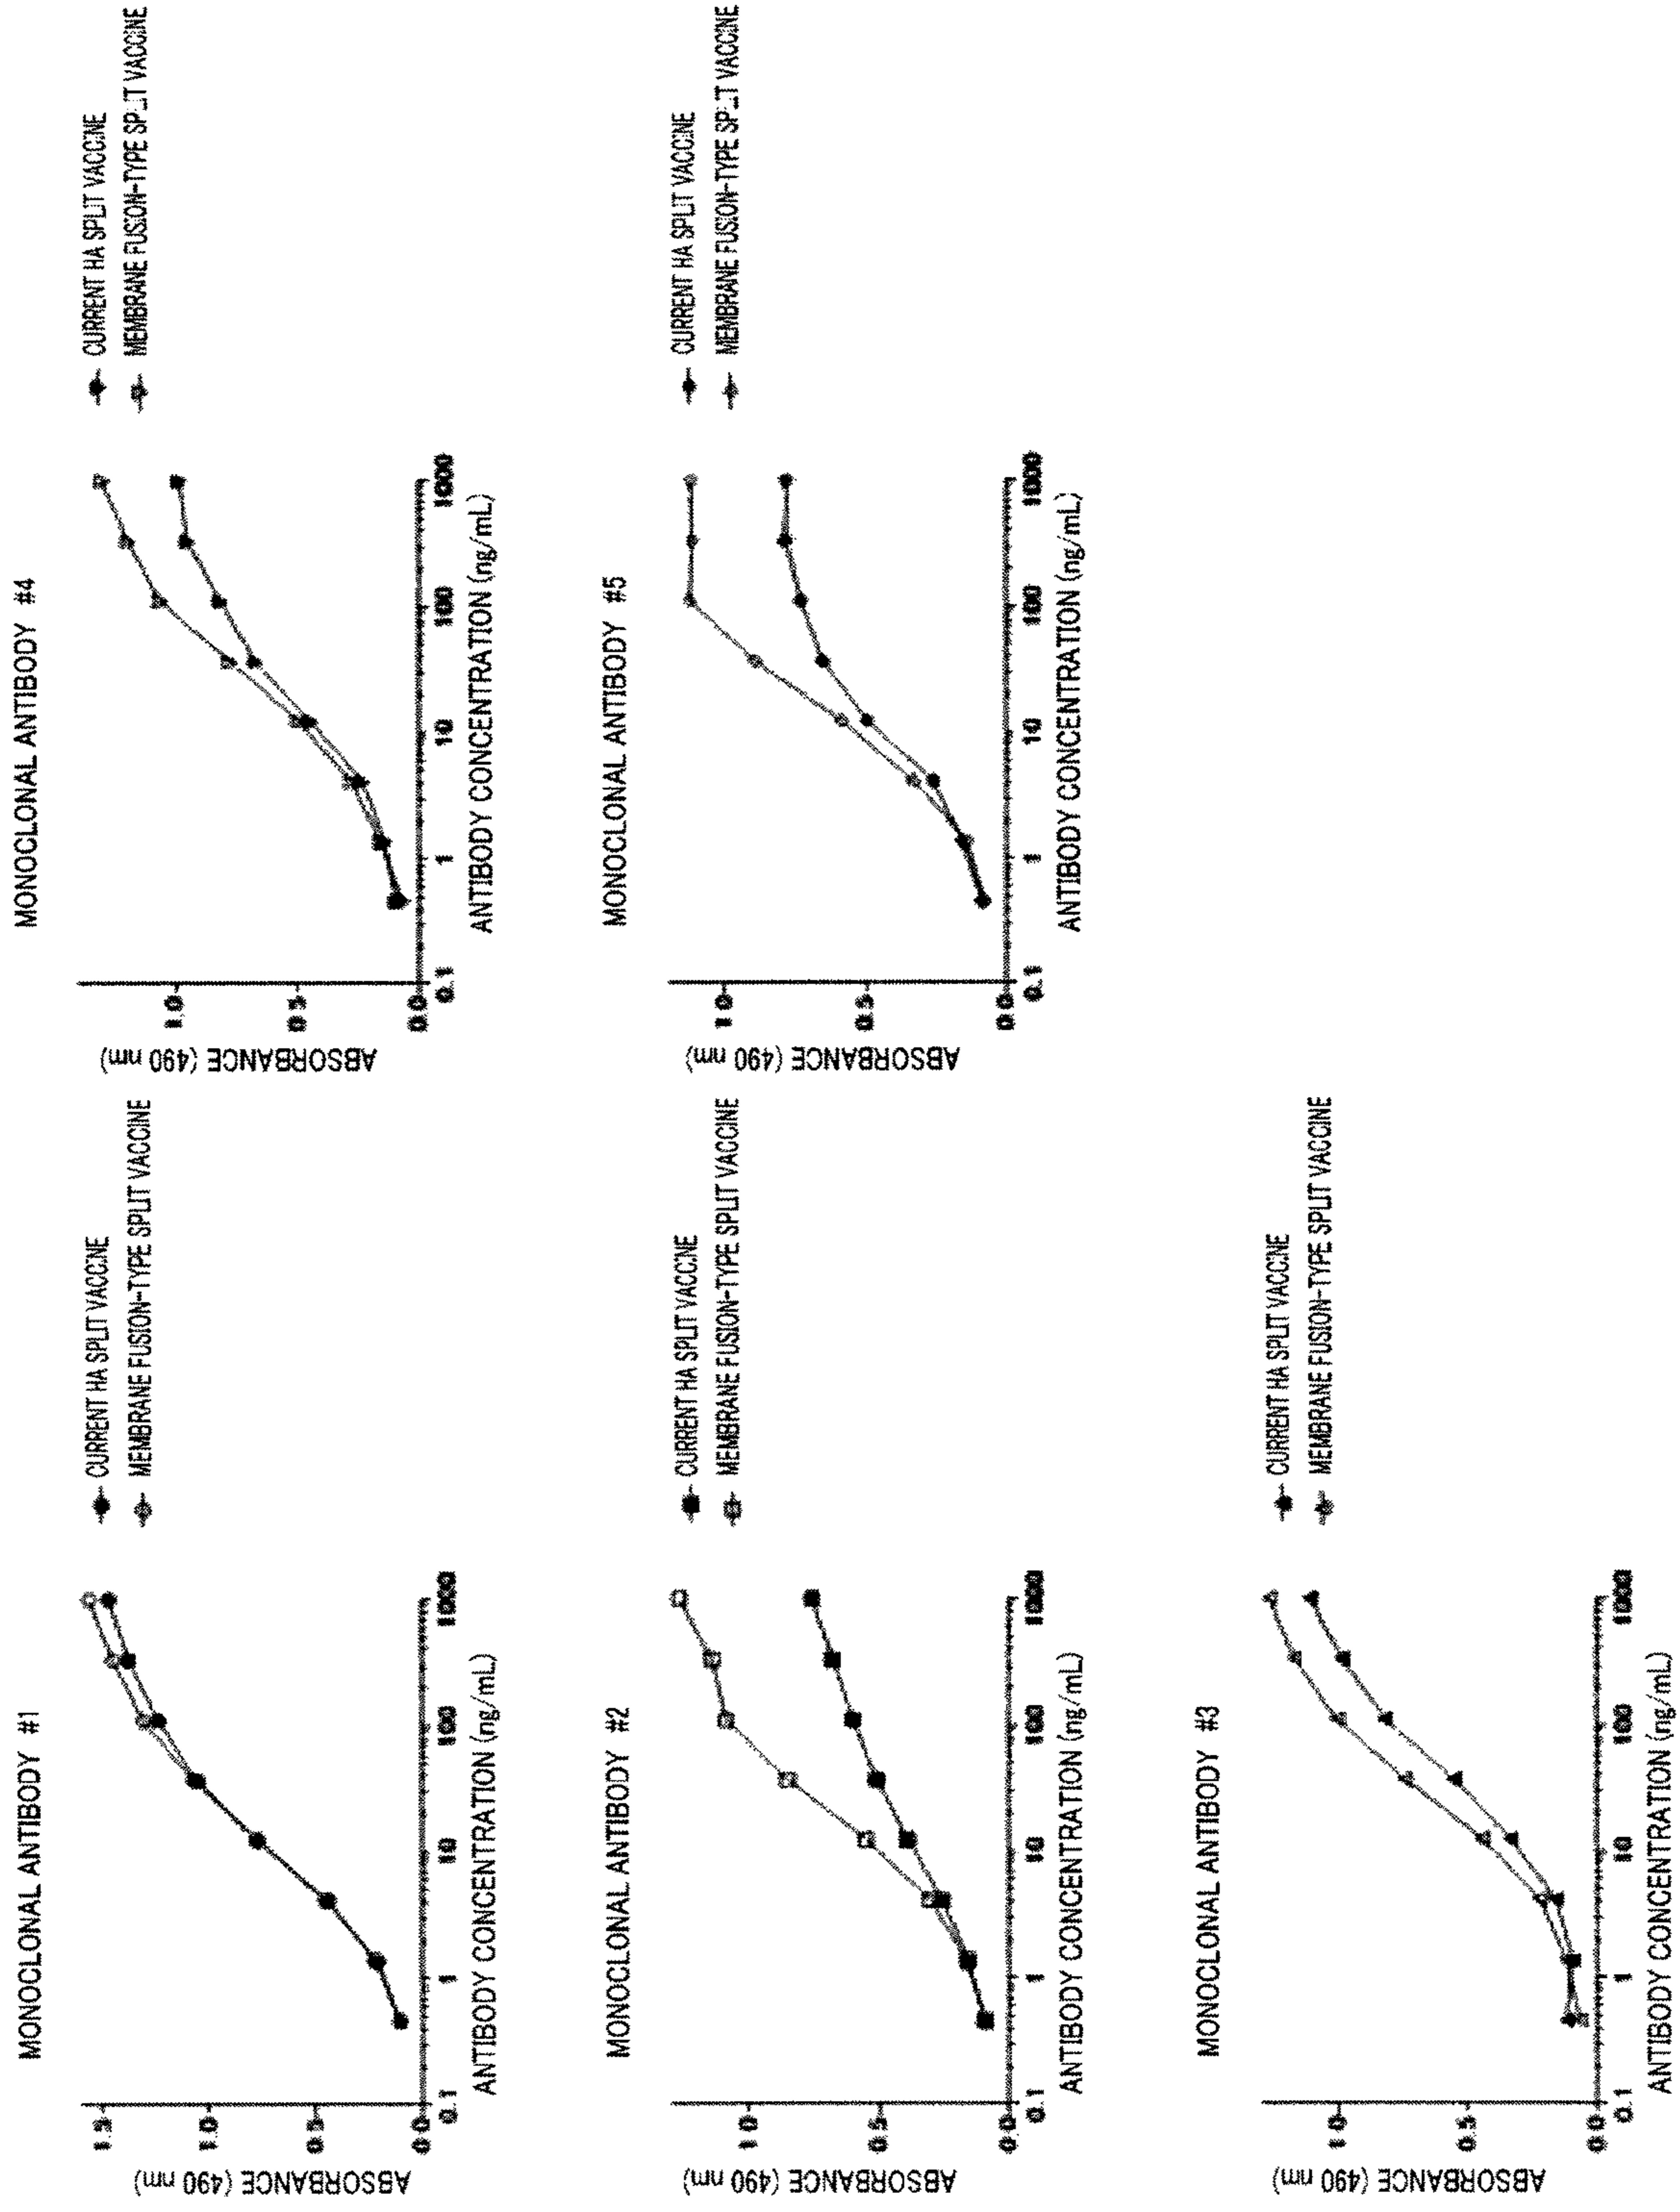 MONOCLONAL ANTIBODY #1
ABSORBANCE (490 nm)
1.5
1.0
0.5
0.0
0.1
1
10
100
1000
ANTIBODY CONCENTRATION (ng/mL)
CURRENT HA SPLIT VACCINE
MEMBRANE FUSION-TYPE SPLIT VACCINE
MONOCLONAL ANTIBODY #4
ABSORBANCE (490 nm)
1.0
0.5
0.0
0.1
1
10
100
1000
ANTIBODY CONCENTRATION (ng/mL)
CURRENT HA SPLIT VACCINE
MEMBRANE FUSION-TYPE SPLIT VACCINE
MONOCLONAL ANTIBODY #2
ABSORBANCE (490 nm)
1.0
0.5
0.0
0.1
1
10
100
1000
ANTIBODY CONCENTRATION (ng/mL)
CURRENT HA SPLIT VACCINE
MEMBRANE FUSION-TYPE SPLIT VACCINE
MONOCLONAL ANTIBODY #5
ABSORBANCE (490 nm)
1.0
0.5
0.0
0.1
1
10
100
1000
ANTIBODY CONCENTRATION (ng/mL)
CURRENT HA SPLIT VACCINE
MEMBRANE FUSION-TYPE SPLIT VACCINE
MONOCLONAL ANTIBODY #3
ABSORBANCE (490 nm)
1.0
0.5
0.0
0.1
1
10
100
1000
ANTIBODY CONCENTRATION (ng/mL)
CURRENT HA SPLIT VACCINE
MEMBRANE FUSION-TYPE SPLIT VACCINE